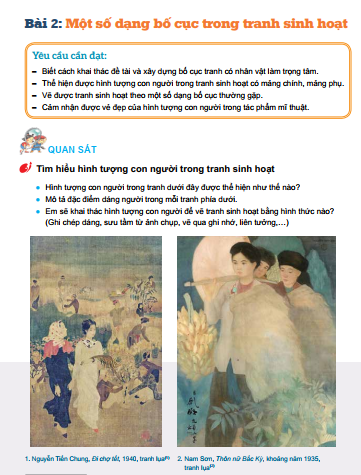 Bài 2: Một số dạng bố cục trong tranh sinh hoạt
Yêu cầu cần đạt:
– Biết cách khai thác đề tài và xây dựng bố cục tranh có nhân vật làm trọng tâm.
– Thể hiện được hình tượng con người trong tranh sinh hoạt có mảng chính, mảng phụ.
– Vẽ được tranh sinh hoạt theo một số dạng bố cục thường gặp.
– Cảm nhận được vẻ đẹp của hình tượng con người trong tác phẩm mĩ thuật.
QUAN SÁT
Tìm hiểu hình tượng con người trong tranh sinh hoạt
• Hình tượng con người trong tranh dưới đây được thể hiện như thế nào?
• Mô tả đặc điểm dáng người trong mỗi tranh phía dưới.
• Em sẽ khai thác hình tượng con người để vẽ tranh sinh hoạt bằng hình thức nào?
(Ghi chép dáng, sưu tầm từ ảnh chụp, vẽ qua ghi nhớ, liên tưởng,…)
1. Nguyễn Tiến Chung, Đi chợ tết, 1940, tranh lụa
2. Nam Sơn, Thôn nữ Bắc Kỳ, khoảng năm 1935,
tranh lụa